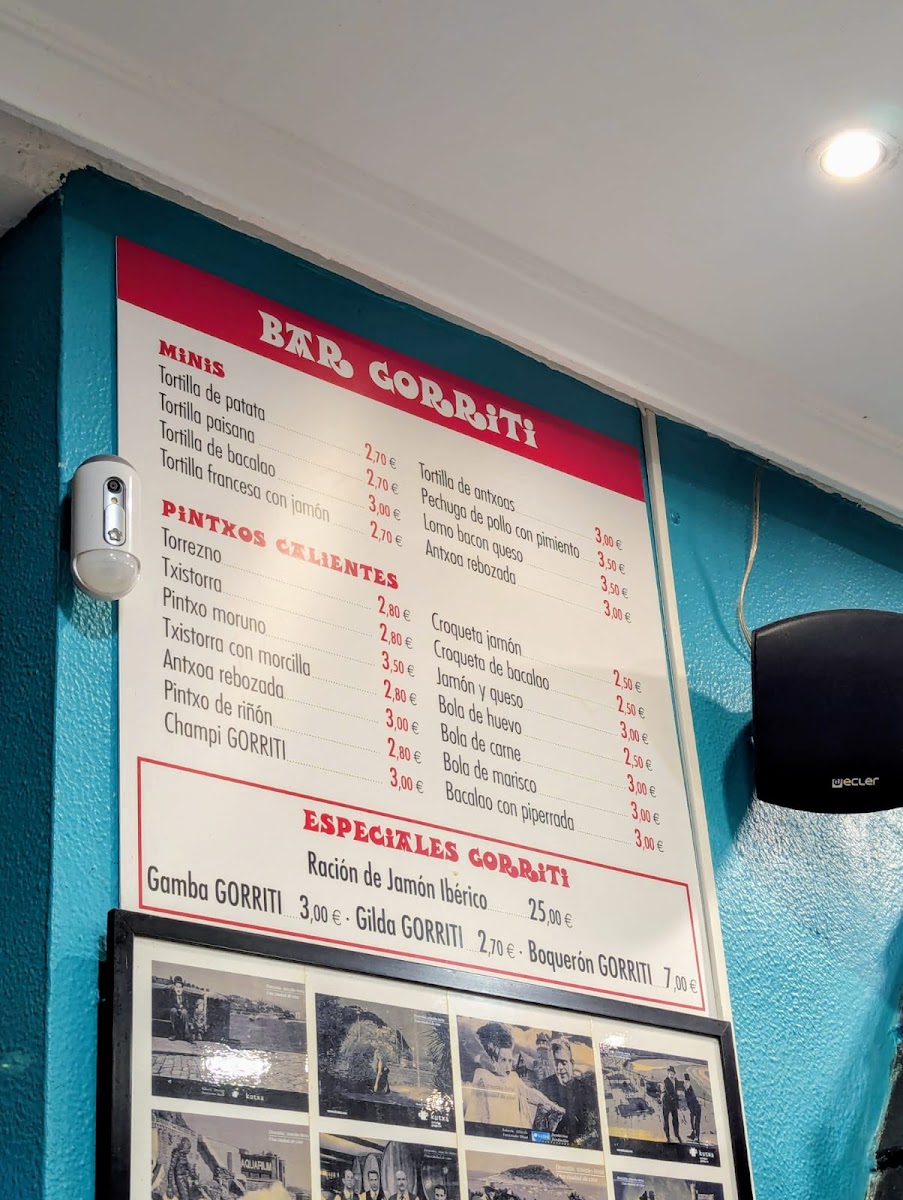 BAR GORRITI
MINIS
Tortilla de patata 2,70 €
Tortilla paisana 2,70 €
Tortilla de bacalao 3,00 €
Tortilla francesa con jamón 2,70 €
Tortilla de antxoas 3,00 €
Pechuga de pollo con pimiento 3,50 €
Lomo bacon queso 3,50 €
Antxoa rebozada 3,00 €
PINTXOS CALIENTES
Torrezno 2,80 €
Txistorra 2,80 €
Pintxo moruno 3,50 €
Txistorra con morcilla 2,80 €
Antxoa rebozada 3,00 €
Pintxo de riñón 2,80 €
Champi GORRITI 3,00 €
Croqueta jamón 2,50 €
Croqueta de bacalao 2,50 €
Jamón y queso 3,00 €
Bola de huevo 2,50 €
Bola de carne 3,00 €
Bola de marisco 3,00 €
Bacalao con piperrada 3,00 €
ESPECIALES GORRITI
Ración de Jamón Ibérico 25,00 €
Gamba GORRITI 3,00 € · Gilda GORRITI 2,70 € · Boquerón GORRITI 7,00 €
ECLER
kutxa
kutxa
kutxa
AQUARIUM